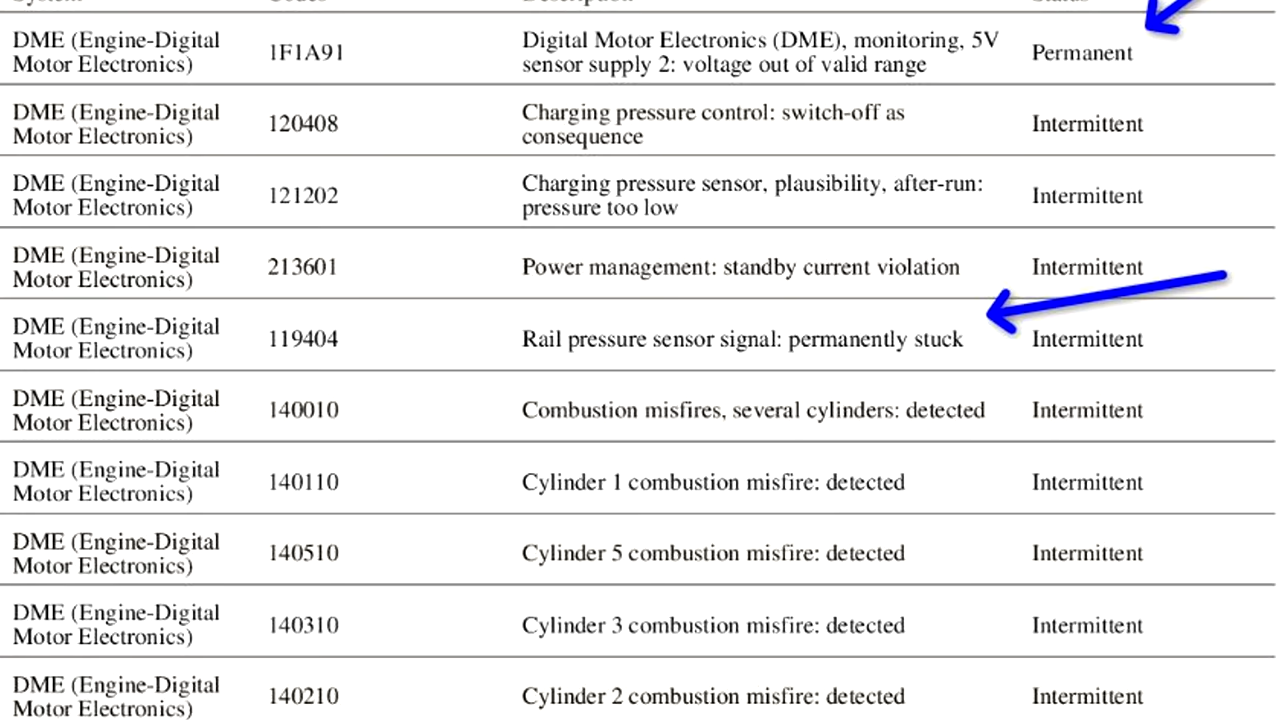 DME (Engine-Digital
Motor Electronics)
1F1A91
Digital Motor Electronics (DME), monitoring, 5V
sensor supply 2: voltage out of valid range
Permanent
DME (Engine-Digital
Motor Electronics)
120408
Charging pressure control: switch-off as
consequence
Intermittent
DME (Engine-Digital
Motor Electronics)
121202
Charging pressure sensor, plausibility, after-run:
pressure too low
Intermittent
DME (Engine-Digital
Motor Electronics)
213601
Power management: standby current violation
Intermittent
DME (Engine-Digital
Motor Electronics)
119404
Rail pressure sensor signal: permanently stuck
Intermittent
DME (Engine-Digital
Motor Electronics)
140010
Combustion misfires, several cylinders: detected
Intermittent
DME (Engine-Digital
Motor Electronics)
140110
Cylinder 1 combustion misfire: detected
Intermittent
DME (Engine-Digital
Motor Electronics)
140510
Cylinder 5 combustion misfire: detected
Intermittent
DME (Engine-Digital
Motor Electronics)
140310
Cylinder 3 combustion misfire: detected
Intermittent
DME (Engine-Digital
Motor Electronics)
140210
Cylinder 2 combustion misfire: detected
Intermittent